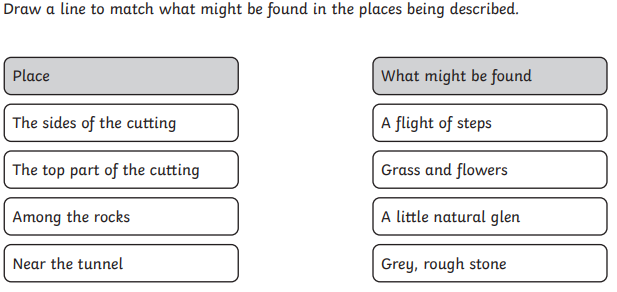 Draw a line to match what might be found in the places being described.
Place
What might be found
The sides of the cutting
A flight of steps
The top part of the cutting
Grass and flowers
Among the rocks
A little natural glen
Near the tunnel
Grey, rough stone